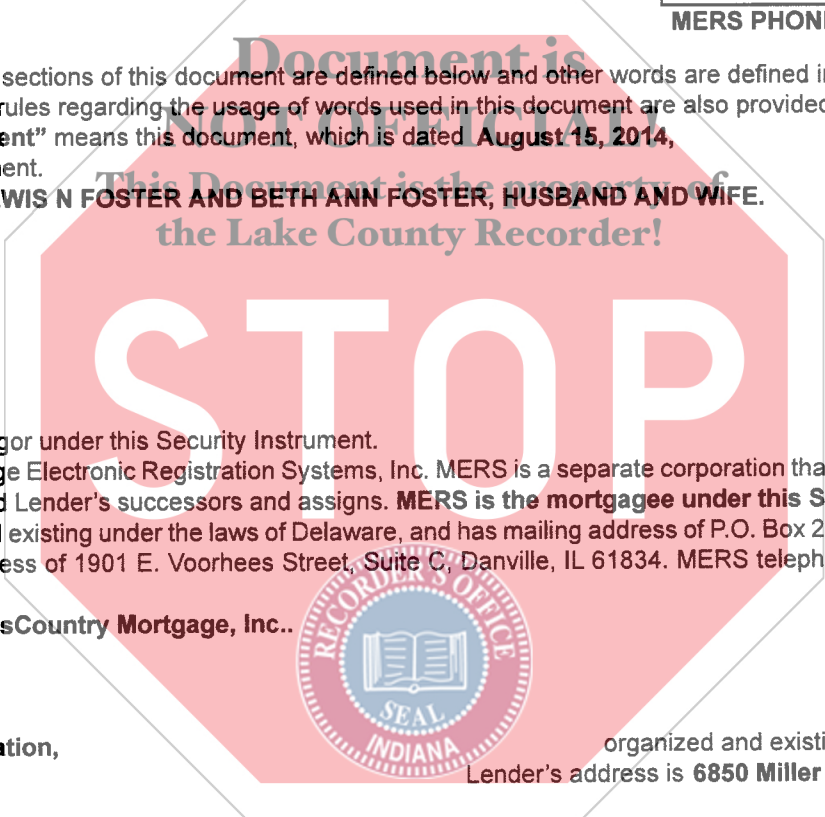 MERS PHON
Document is
sections of this document are defined below and other words are defined i
rules regarding the usage of words used in this document are also provided
ent” means this document, which is dated August 15, 2014,
NOT OFFICIAL!
ent.
This Document is the property of
WIS N FOSTER AND BETH ANN FOSTER, HUSBAND AND WIFE.
the Lake County Recorder!
STOP
gor under this Security Instrument.
ge Electronic Registration Systems, Inc. MERS is a separate corporation tha
d Lender's successors and assigns. MERS is the mortgagee under this S
existing under the laws of Delaware, and has mailing address of P.O. Box 2
ess of 1901 E. Voorhees Street, Suite C, Danville, IL 61834. MERS teleph
RECORDER'S OFFICE
sCountry Mortgage, Inc..
SEAL
INDIANA
ation,
organized and existi
Lender's address is 6850 Miller